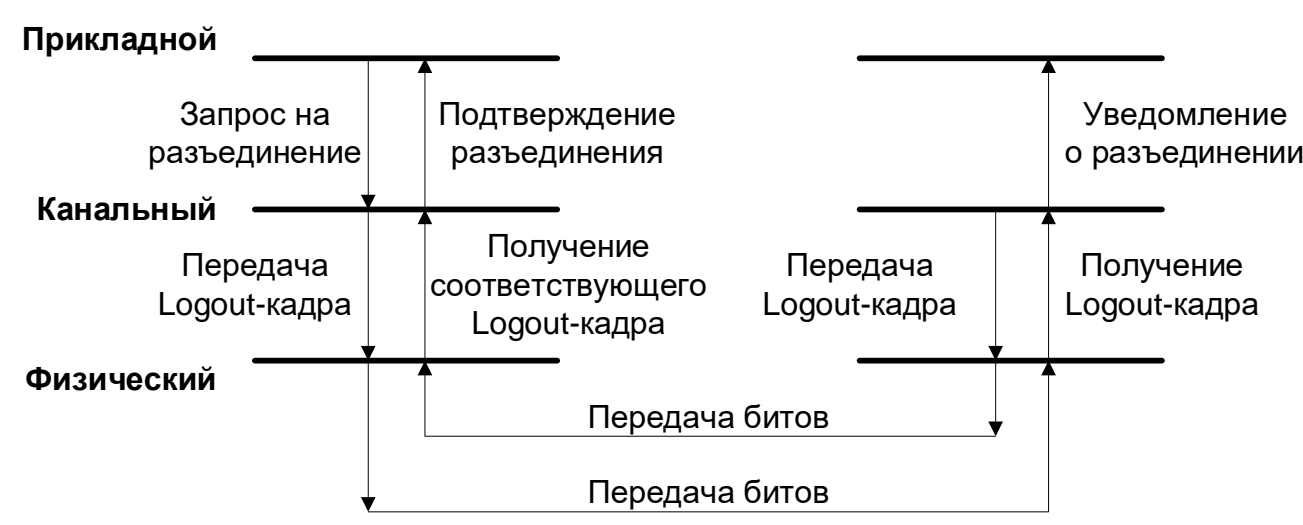 Прикладной
Запрос на
разъединение
Подтверждение
разъединения
Уведомление
о разъединении
Канальный
Передача
Logout-кадра
Получение
соответствующего
Logout-кадра
Передача
Logout-кадра
Получение
Logout-кадра
Физический
Передача битов
Передача битов